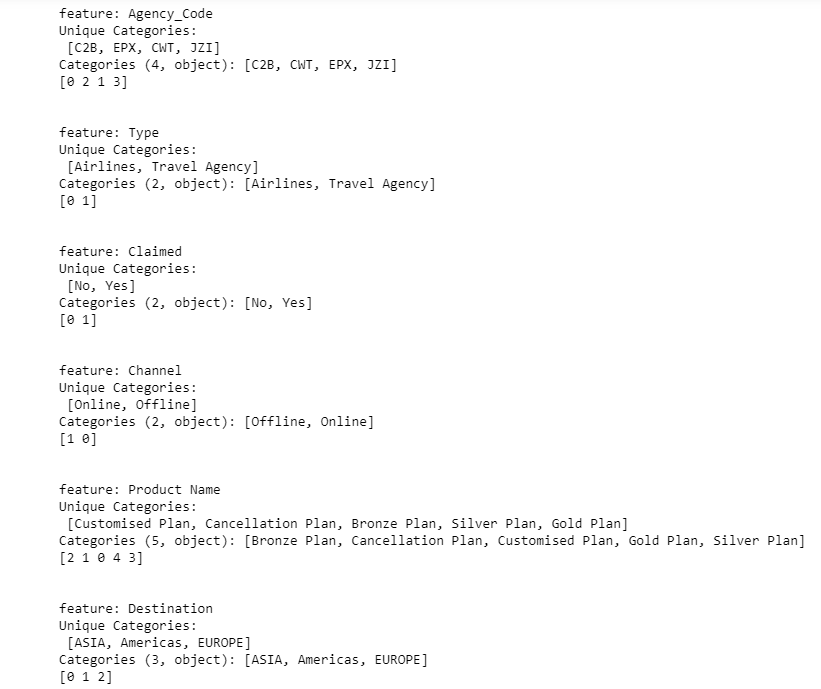 feature: Agency_Code
Unique Categories:
[C2B, EPX, CWT, JZI]
Categories (4, object): [C2B, CWT, EPX, JZI]
[0 2 1 3]
feature: Type
Unique Categories:
[Airlines, Travel Agency]
Categories (2, object): [Airlines, Travel Agency]
[0 1]
feature: Claimed
Unique Categories:
[No, Yes]
Categories (2, object): [No, Yes]
[0 1]
feature: Channel
Unique Categories:
[Online, Offline]
Categories (2, object): [Offline, Online]
[1 0]
feature: Product Name
Unique Categories:
[Customised Plan, Cancellation Plan, Bronze Plan, Silver Plan, Gold Plan]
Categories (5, object): [Bronze Plan, Cancellation Plan, Customised Plan, Gold Plan, Silver Plan]
[2 1 0 4 3]
feature: Destination
Unique Categories:
[ASIA, Americas, EUROPE]
Categories (3, object): [ASIA, Americas, EUROPE]
[0 1 2]